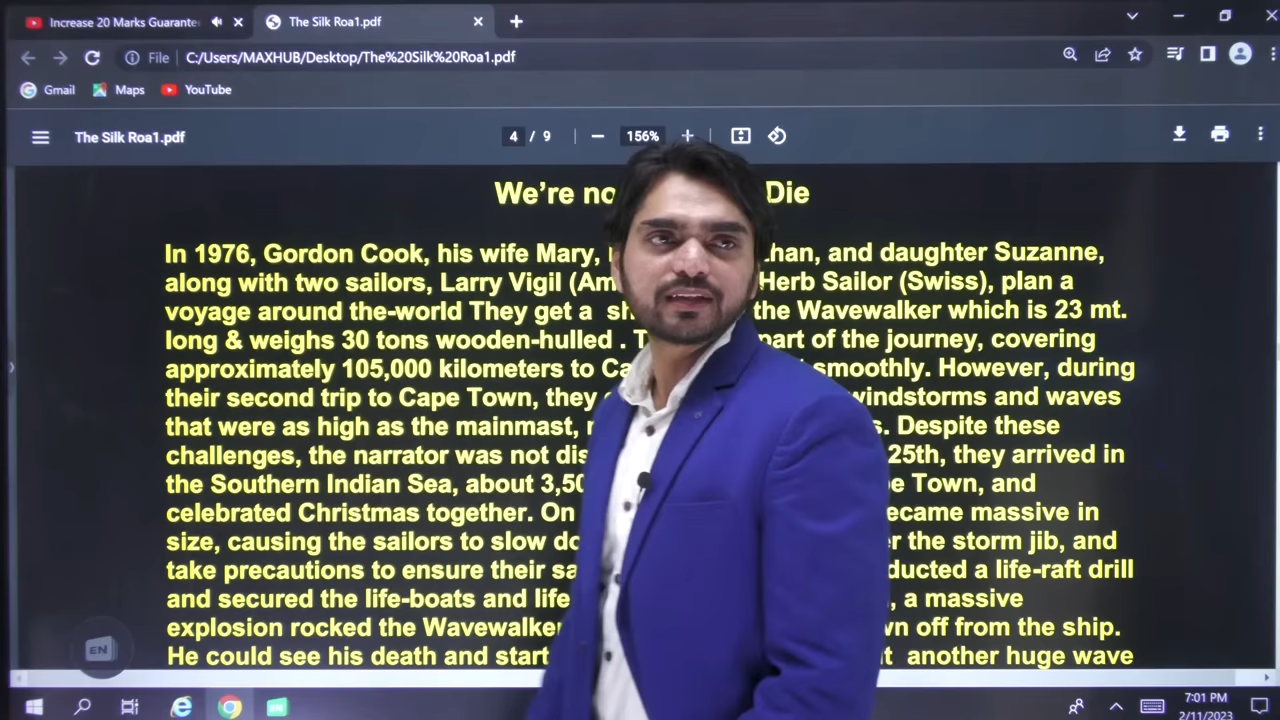 Increase 20 Marks Guarante
The Silk Roa1.pdf
File C:/Users/MAXHUB/Desktop/The%20Silk%20Roa1.pdf
Gmail Maps YouTube
The Silk Roa1.pdf 4 / 9 156%
We're no Die
In 1976, Gordon Cook, his wife Mary, than, and daughter Suzanne,
along with two sailors, Larry Vigil (Am Herb Sailor (Swiss), plan a
voyage around the-world They get a sh the Wavewalker which is 23 mt.
long & weighs 30 tons wooden-hulled . T part of the journey, covering
approximately 105,000 kilometers to Ca smoothly. However, during
their second trip to Cape Town, they windstorms and waves
that were as high as the mainmast, s. Despite these
challenges, the narrator was not dis 25th, they arrived in
the Southern Indian Sea, about 3,50 pe Town, and
celebrated Christmas together. On became massive in
size, causing the sailors to slow do er the storm jib, and
take precautions to ensure their sa ducted a life-raft drill
and secured the life-boats and life , a massive
explosion rocked the Wavewalker wn off from the ship.
He could see his death and start t another huge wave
EN
7:01 PM
2/11/2023